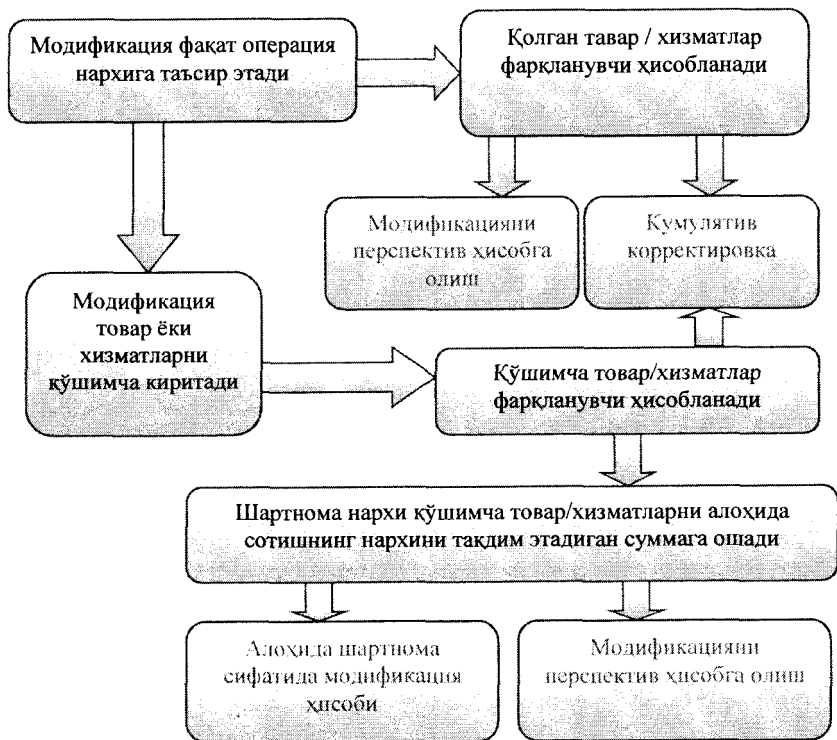 Модификация фақат операция
нархига таъсир этади
Қолган тавар / хизматлар
фарқланувчи ҳисобланади
Модификацияни
перспектив ҳисобга
олиш
Кумулятив
корректировка
Модификация
товар ёки
хизматларни
қўшимча киритади
Қўшимча товар/хизматлар
фарқланувчи ҳисобланади
Шартнома нархи қўшимча товар/хизматларни алоҳида
сотишнинг нархини тақдим этадиган суммага ошади
Алоҳида шартнома
сифатида модификация
ҳисоби
Модификацияни
перспектив ҳисобга олиш